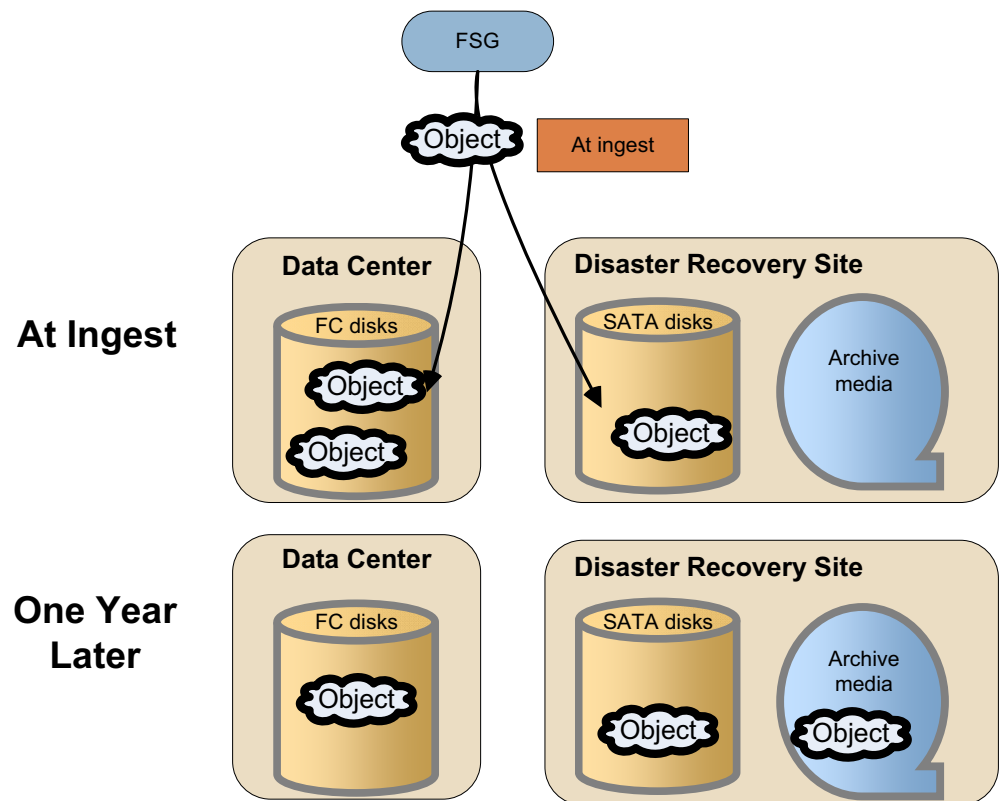 FSG
Object
At ingest
At Ingest
Data Center
FC disks
Object
Object
Disaster Recovery Site
SATA disks
Object
Archive
media
One Year
Later
Data Center
FC disks
Object
Disaster Recovery Site
SATA disks
Object
Archive
media
Object